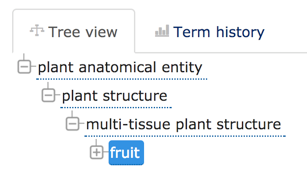 Tree view Term history
plant anatomical entity
plant structure
multi-tissue plant structure
fruit